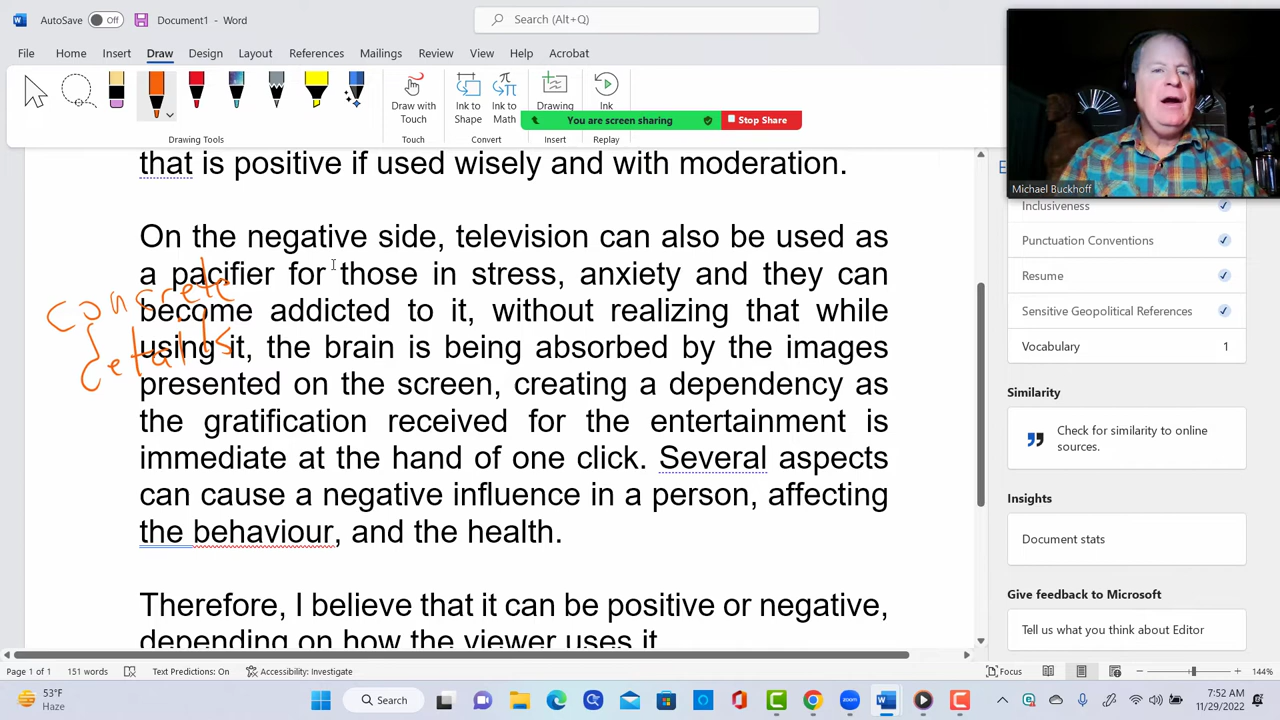 AutoSave Off Document1 - Word
Search (Alt+Q)
File Home Insert Draw Design Layout References Mailings Review View Help Acrobat
Draw with Touch
Ink to Shape
Ink to Math
Drawing
Ink
You are screen sharing
Stop Share
Drawing Tools Touch Convert Insert Replay
Michael Buckhoff
that is positive if used wisely and with moderation.
On the negative side, television can also be used as
a pacifier for those in stress, anxiety and they can
become addicted to it, without realizing that while
using it, the brain is being absorbed by the images
presented on the screen, creating a dependency as
the gratification received for the entertainment is
immediate at the hand of one click. Several aspects
can cause a negative influence in a person, affecting
the behaviour, and the health.
Therefore, I believe that it can be positive or negative,
depending on how the viewer uses it
concrete
details
Inclusiveness
Punctuation Conventions
Resume
Sensitive Geopolitical References
Vocabulary 1
Similarity
Check for similarity to online
sources.
Insights
Document stats
Give feedback to Microsoft
Tell us what you think about Editor
Page 1 of 1 151 words Text Predictions: On Accessibility: Investigate Focus 144%
53°F
Haze
Search
zoom
7:52 AM
11/29/2022